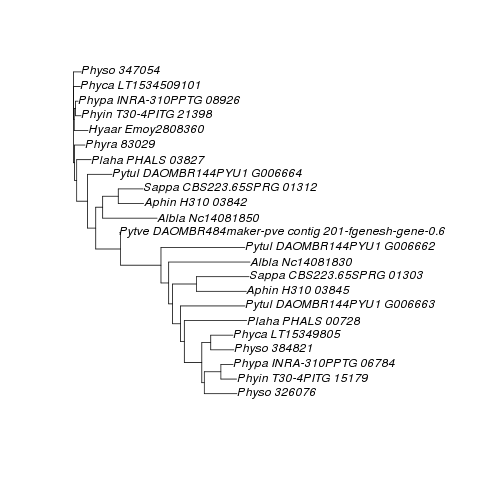 Physo 347054
Phyca LT1534509101
Phypa INRA-310PPTG 08926
Phyin T30-4PITG 21398
Hyaar Emoy2808360
Phyra 83029
Plaha PHALS 03827
Pytul DAOMBR144PYU1 G006664
Sappa CBS223.65SPRG 01312
Aphin H310 03842
Albla Nc14081850
Pytve DAOMBR484maker-pve contig 201-fgenesh-gene-0.6
Pytul DAOMBR144PYU1 G006662
Albla Nc14081830
Sappa CBS223.65SPRG 01303
Aphin H310 03845
Pytul DAOMBR144PYU1 G006663
Plaha PHALS 00728
Phyca LT15349805
Physo 384821
Phypa INRA-310PPTG 06784
Phyin T30-4PITG 15179
Physo 326076